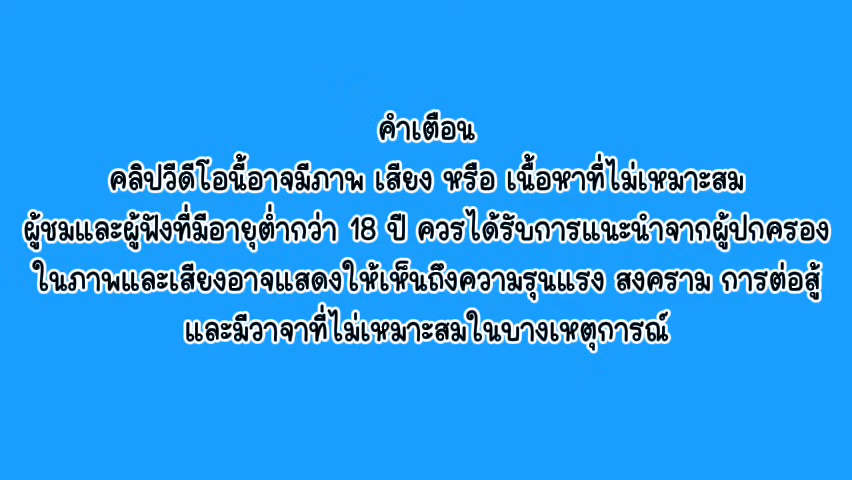 คำเตือน
คลิปวีดีโอนี้อาจมีภาพ เสียง หรือ เนื้อหาที่ไม่เหมาะสม
ผู้ชมและผู้ฟังที่มีอายุต่ำกว่า 18 ปี ควรได้รับการแนะนำจากผู้ปกครอง
ในภาพและเสียงอาจแสดงให้เห็นถึงความรุนแรง สงคราม การต่อสู้
และมีวาจาที่ไม่เหมาะสมในบางเหตุการณ์